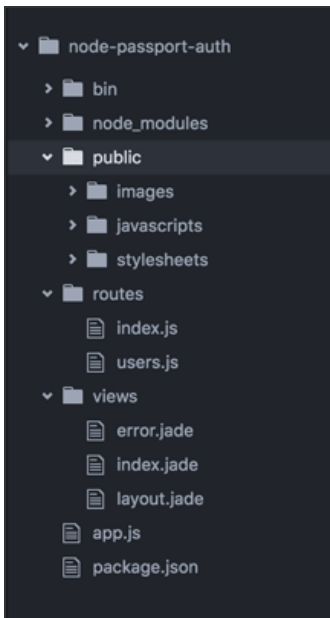 node-passport-auth
bin
node_modules
public
images
javascripts
stylesheets
routes
index.js
users.js
views
error.jade
index.jade
layout.jade
app.js
package.json